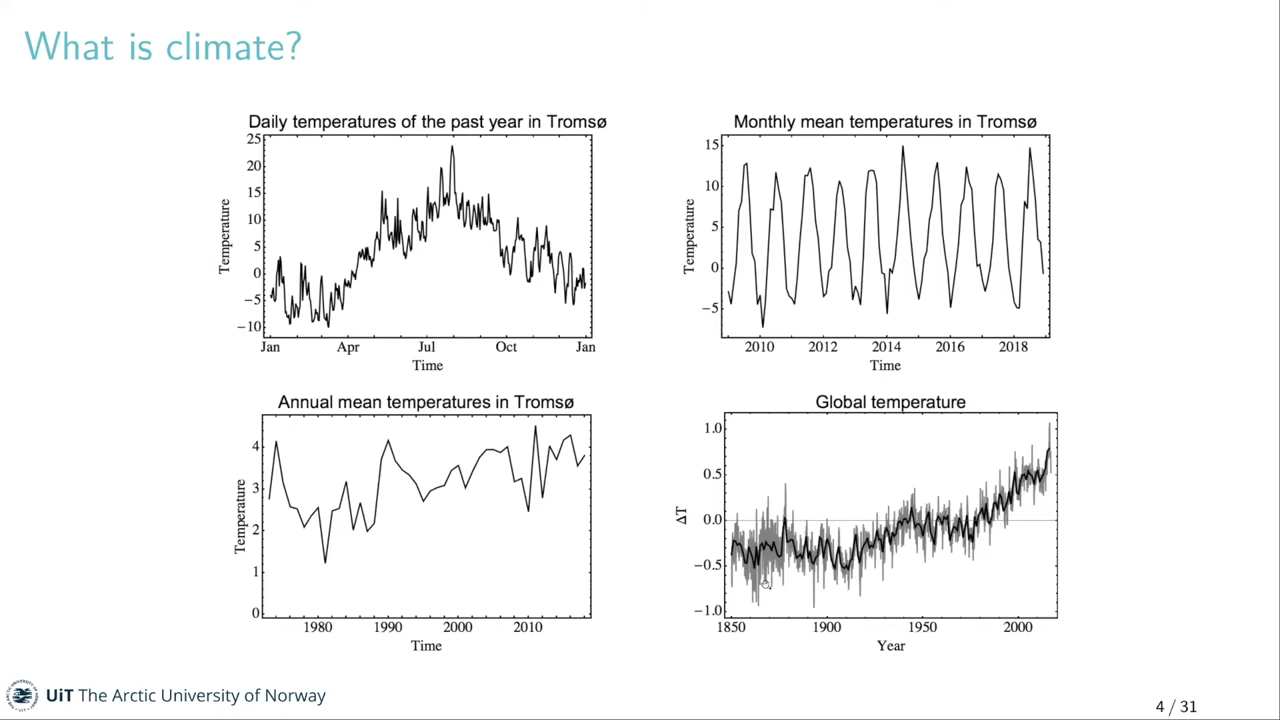 What is climate?
Daily temperatures of the past year in Tromsø
25
20
15
10
5
0
−5
−10
Temperature
Jan Apr Jul Oct Jan
Time
Monthly mean temperatures in Tromsø
15
10
5
0
−5
Temperature
2010 2012 2014 2016 2018
Time
Annual mean temperatures in Tromsø
4
3
2
1
0
Temperature
1980 1990 2000 2010
Time
Global temperature
1.0
0.5
0.0
−0.5
−1.0
ΔT
1850 1900 1950 2000
Year
UiT The Arctic University of Norway
4 / 31